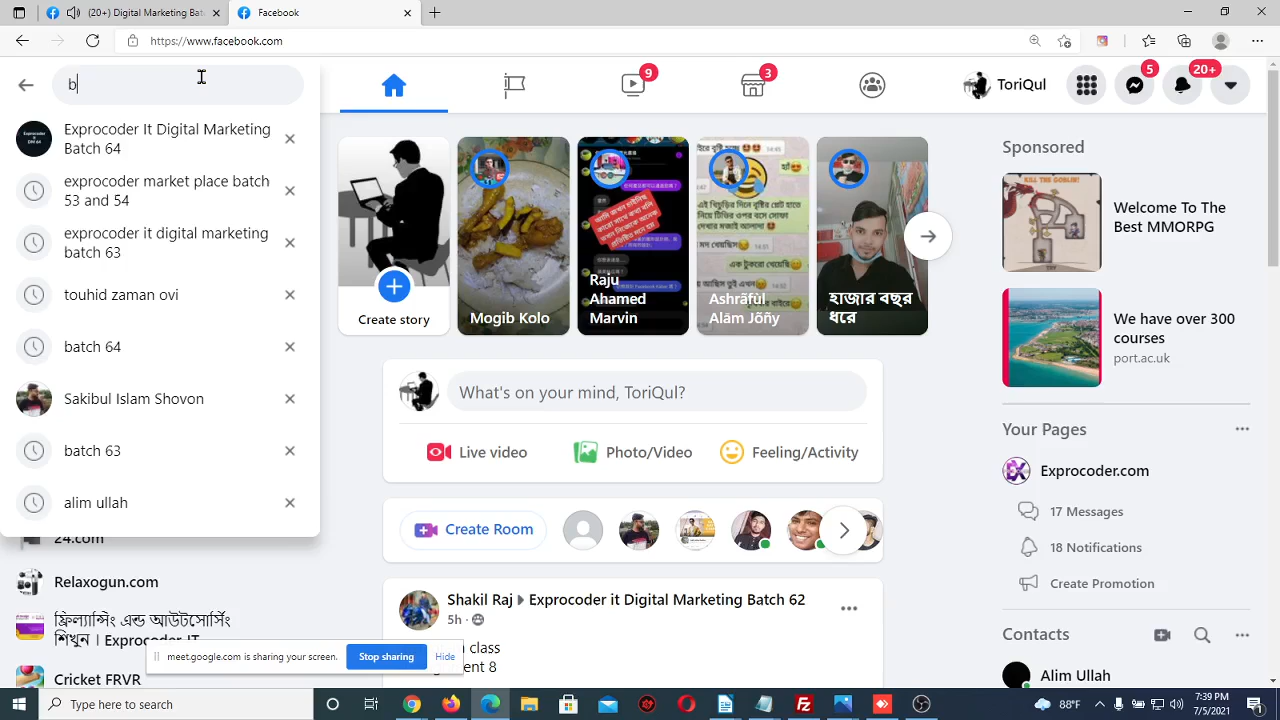 (20+) Digital Marketing Bat
Facebook
https://www.facebook.com
b
Exprocoder It Digital Marketing
Batch 64
exprocoder market place batch
53 and 54
exprocoder it digital marketing
batch 63
touhid zaman ovi
batch 64
Sakibul Islam Shovon
batch 63
alim ullah
24.com
Relaxogun.com
ফ্রিল্যান্সিং এন্ড আউটসোর্সিং
শিখুন | Exprocoder IT
Cricket FRVR
9
3
ToriQul
5
20+
Create story
Mogib Kolo
Raju
Ahamed
Marvin
Ashrãfùl
Alãm Jõñy
হাজার বছর
ধরে
What's on your mind, ToriQul?
Live video
Photo/Video
Feeling/Activity
Create Room
Shakil Raj
Exprocoder it Digital Marketing Batch 62
5h
class
ent 8
Sponsored
KILL THE GOBLIN!
Welcome To The
Best MMORPG
We have over 300
courses
port.ac.uk
Your Pages
Exprocoder.com
17 Messages
18 Notifications
Create Promotion
Contacts
Alim Ullah
meet.google.com is sharing your screen.
Stop sharing
Hide
Type here to search
88°F
7:39 PM
7/5/2021